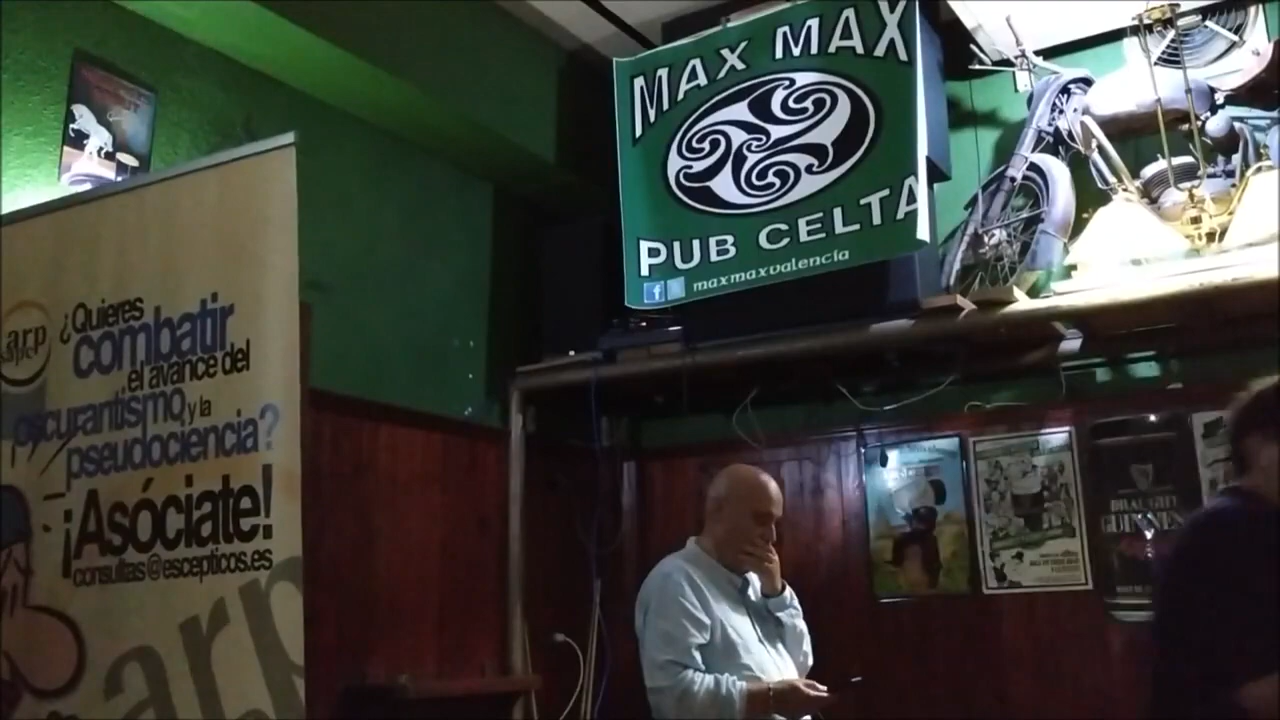 MAX MAX
PUB CELTA
maxmaxvalencia
arp
¿Quieres
combatir
el avance del
oscurantismo y la
pseudociencia?
¡Asóciate!
consultas@escepticos.es
arp
DRAUGHT
GUINNESS